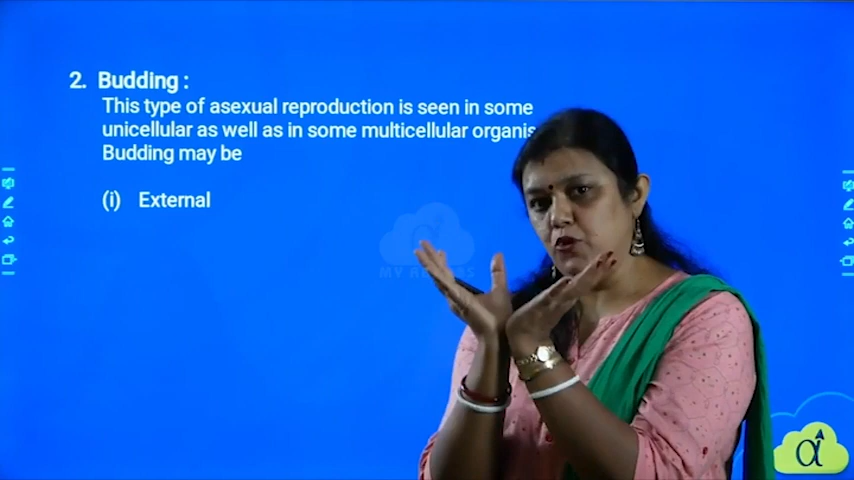 2. Budding :
This type of asexual reproduction is seen in some
unicellular as well as in some multicellular organis
Budding may be
(i) External
α
α